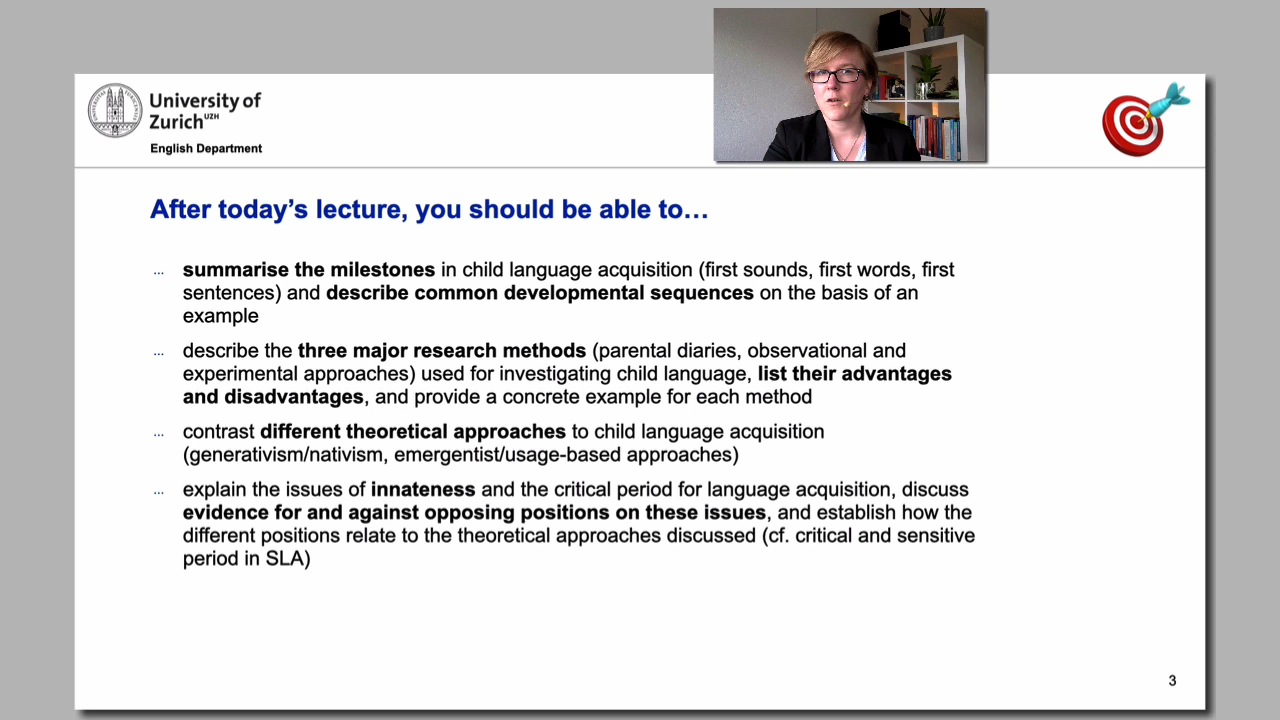 University of
Zurich UZH
English Department
After today's lecture, you should be able to…
… summarise the milestones in child language acquisition (first sounds, first words, first
sentences) and describe common developmental sequences on the basis of an
example
… describe the three major research methods (parental diaries, observational and
experimental approaches) used for investigating child language, list their advantages
and disadvantages, and provide a concrete example for each method
… contrast different theoretical approaches to child language acquisition
(generativism/nativism, emergentist/usage-based approaches)
… explain the issues of innateness and the critical period for language acquisition, discuss
evidence for and against opposing positions on these issues, and establish how the
different positions relate to the theoretical approaches discussed (cf. critical and sensitive
period in SLA)
3